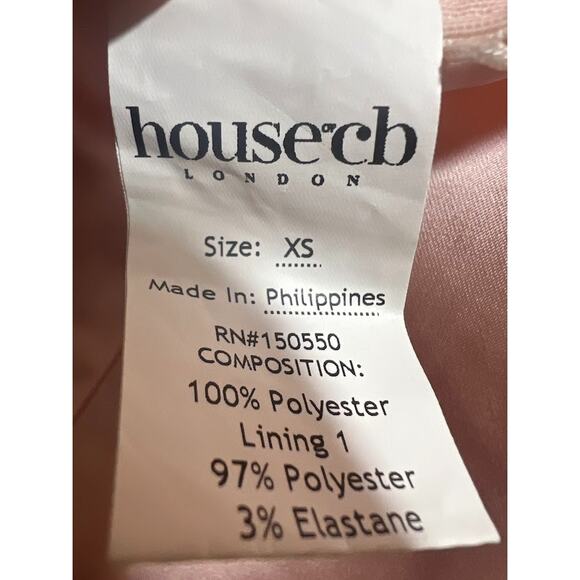 house of cb
LONDON
Size: XS
Made In: Philippines
RN#150550
COMPOSITION:
100% Polyester
Lining 1
97% Polyester
3% Elastane